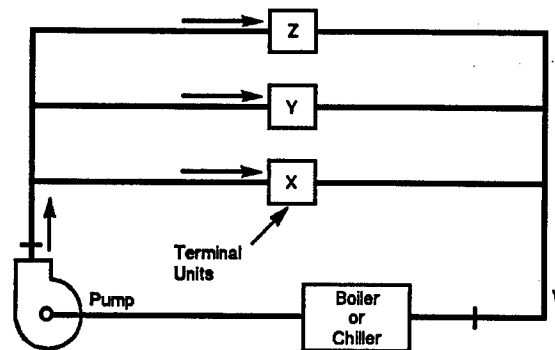 Z
Y
X
Terminal
Units
Pump
Boiler
or
Chiller